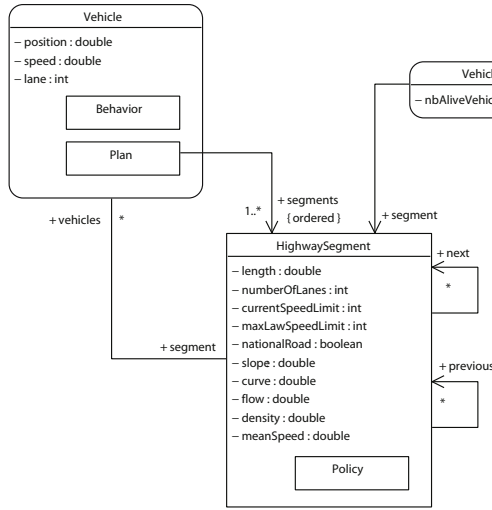 Vehicle
– position : double
– speed : double
– lane : int
Behavior
Plan
Vehicl
– nbAliveVehic
+ vehicles
*
1..*
+ segments
{ ordered }
+ segment
HighwaySegment
– length : double
– numberOfLanes : int
– currentSpeedLimit : int
– maxLawSpeedLimit : int
– nationalRoad : boolean
– slope : double
– curve : double
– flow : double
– density : double
– meanSpeed : double
Policy
+ segment
+ next
*
+ previous
*